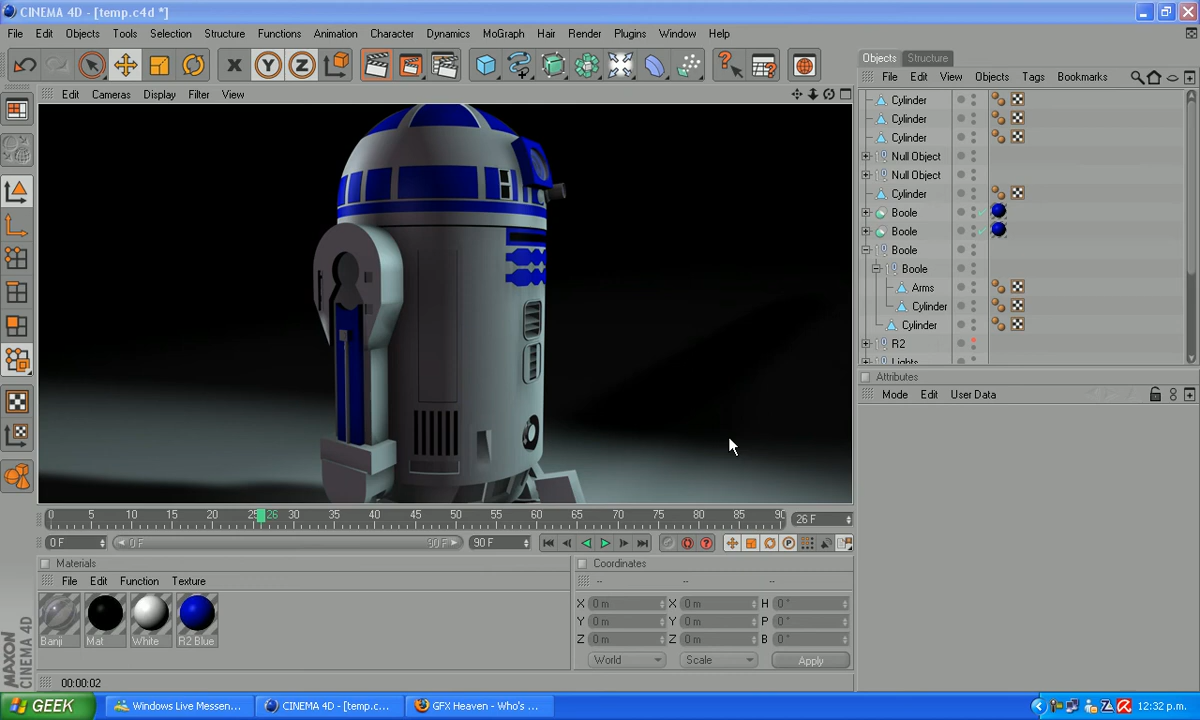 CINEMA 4D - [temp.c4d *]
File Edit Objects Tools Selection Structure Functions Animation Character Dynamics MoGraph Hair Render Plugins Window Help
Objects Structure
File Edit View Objects Tags Bookmarks
Edit Cameras Display Filter View
Cylinder
Cylinder
Cylinder
Null Object
Null Object
Cylinder
Boole
Boole
Boole
Boole
Arms
Cylinder
Cylinder
R2
Lights
Attributes
Mode Edit User Data
0 5 10 15 20 25 26 30 35 40 45 50 55 60 65 70 75 80 85 90
26 F
0 F 0 F 90 F 90 F
Materials
File Edit Function Texture
Banji Mat White R2 Blue
Coordinates
-- -- --
X 0 m X 0 m H 0 °
Y 0 m Y 0 m P 0 °
Z 0 m Z 0 m B 0 °
World Scale Apply
MAXON
CINEMA 4D
00:00:02
GEEK Windows Live Messen... CINEMA 4D - [temp.c... GFX Heaven - Who's ... 12:32 p.m.